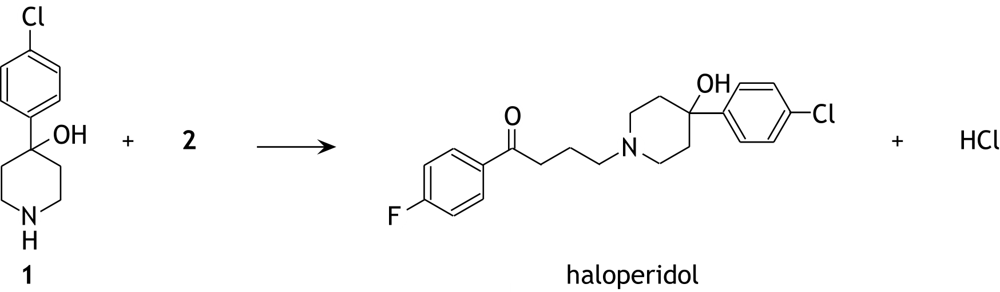 Cl
OH
N
H
1
+
2
O
F
N
OH
Cl
haloperidol
+
HCl